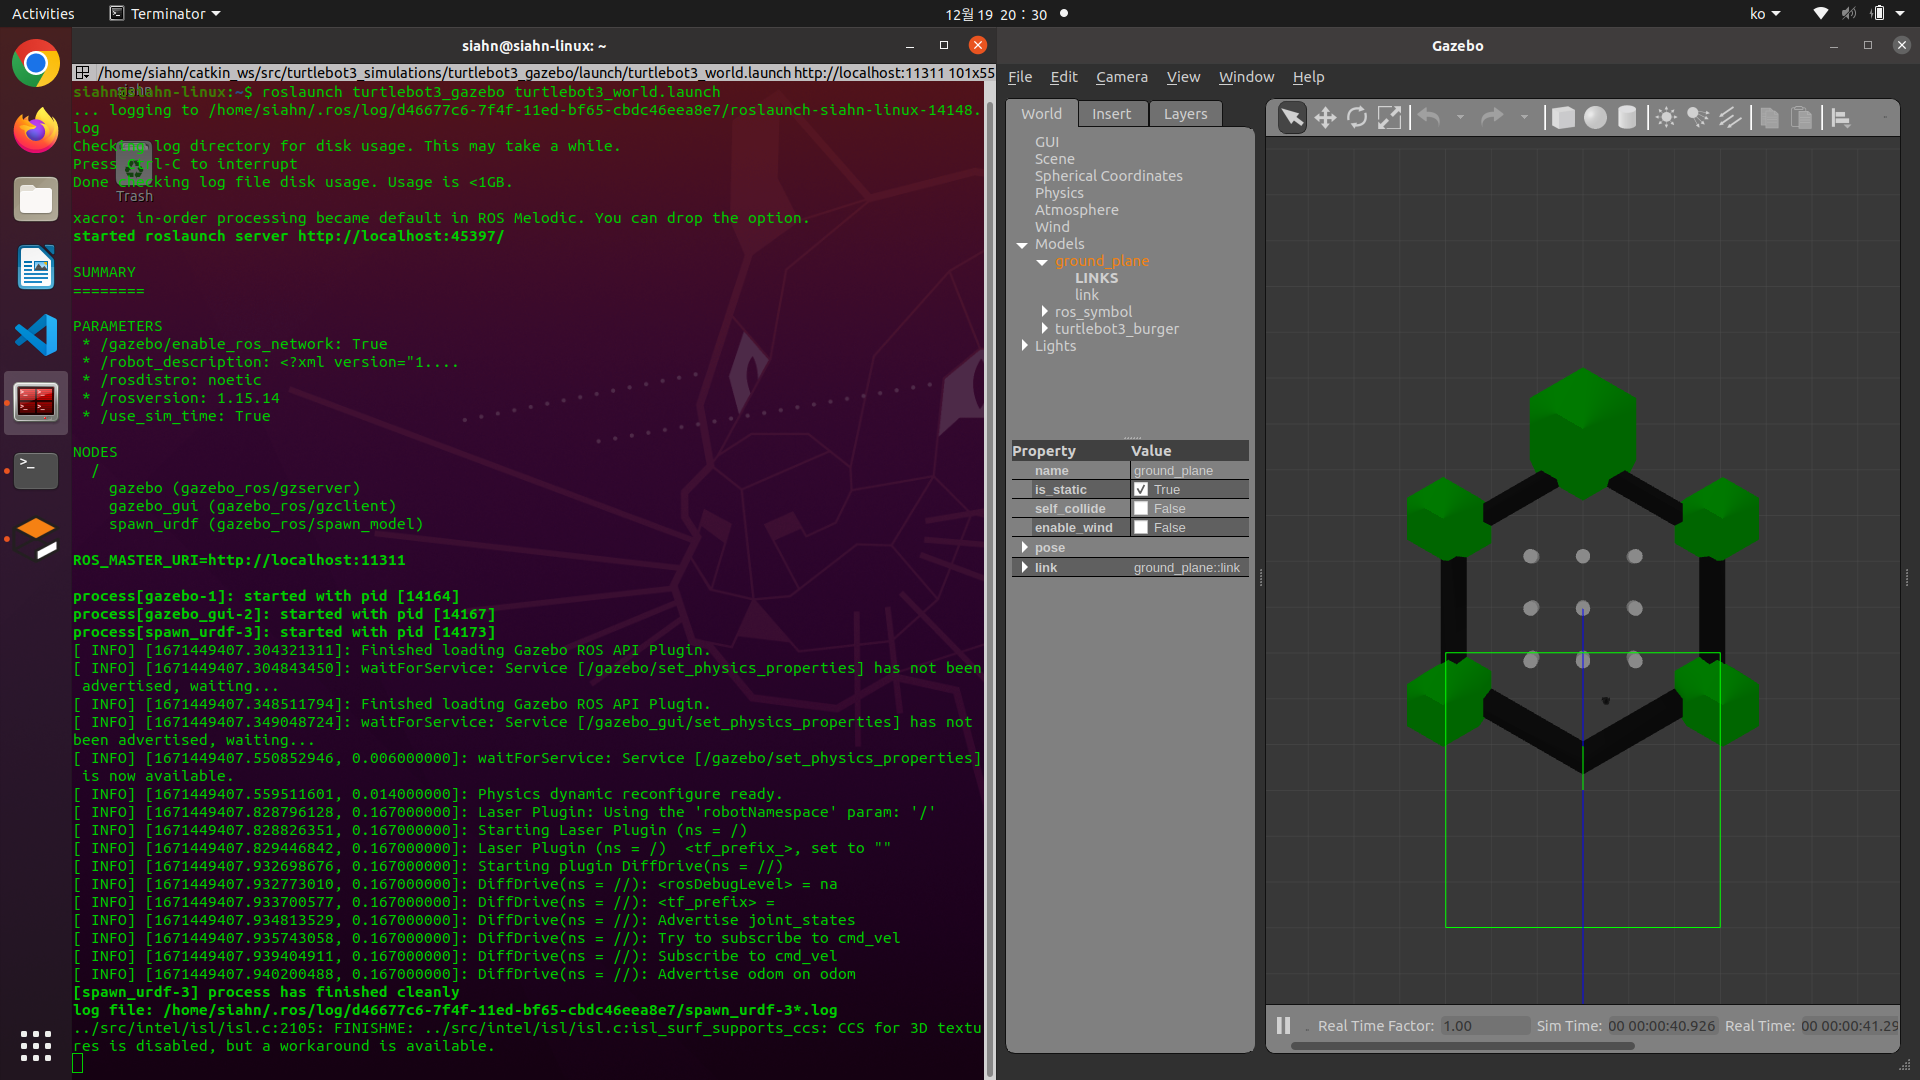 Activities
Terminator
12월 19 20 : 30
ko
siahn@siahn-linux: ~
/home/siahn/catkin_ws/src/turtlebot3_simulations/turtlebot3_gazebo/launch/turtlebot3_world.launch http://localhost:11311 101x55
siahn@siahn-linux:~$ roslaunch turtlebot3_gazebo turtlebot3_world.launch
... logging to /home/siahn/.ros/log/d46677c6-7f4f-11ed-bf65-cbdc46eea8e7/roslaunch-siahn-linux-14148.
log
Checking log directory for disk usage. This may take a while.
Press Ctrl-C to interrupt
Done checking log file disk usage. Usage is <1GB.
siahn
Trash
xacro: in-order processing became default in ROS Melodic. You can drop the option.
started roslaunch server http://localhost:45397/
SUMMARY
========
PARAMETERS
* /gazebo/enable_ros_network: True
* /robot_description: <?xml version="1....
* /rosdistro: noetic
* /rosversion: 1.15.14
* /use_sim_time: True
NODES
/
gazebo (gazebo_ros/gzserver)
gazebo_gui (gazebo_ros/gzclient)
spawn_urdf (gazebo_ros/spawn_model)
ROS_MASTER_URI=http://localhost:11311
process[gazebo-1]: started with pid [14164]
process[gazebo_gui-2]: started with pid [14167]
process[spawn_urdf-3]: started with pid [14173]
[ INFO] [1671449407.304321311]: Finished loading Gazebo ROS API Plugin.
[ INFO] [1671449407.304843450]: waitForService: Service [/gazebo/set_physics_properties] has not been
advertised, waiting...
[ INFO] [1671449407.348511794]: Finished loading Gazebo ROS API Plugin.
[ INFO] [1671449407.349048724]: waitForService: Service [/gazebo_gui/set_physics_properties] has not
been advertised, waiting...
[ INFO] [1671449407.550852946, 0.006000000]: waitForService: Service [/gazebo/set_physics_properties]
is now available.
[ INFO] [1671449407.559511601, 0.014000000]: Physics dynamic reconfigure ready.
[ INFO] [1671449407.828796128, 0.167000000]: Laser Plugin: Using the 'robotNamespace' param: '/'
[ INFO] [1671449407.828826351, 0.167000000]: Starting Laser Plugin (ns = /)
[ INFO] [1671449407.829446842, 0.167000000]: Laser Plugin (ns = /)  <tf_prefix_>, set to ""
[ INFO] [1671449407.932698676, 0.167000000]: Starting plugin DiffDrive(ns = //)
[ INFO] [1671449407.932773010, 0.167000000]: DiffDrive(ns = //): <rosDebugLevel> = na
[ INFO] [1671449407.933700577, 0.167000000]: DiffDrive(ns = //): <tf_prefix> =
[ INFO] [1671449407.934813529, 0.167000000]: DiffDrive(ns = //): Advertise joint_states
[ INFO] [1671449407.935743058, 0.167000000]: DiffDrive(ns = //): Try to subscribe to cmd_vel
[ INFO] [1671449407.939404911, 0.167000000]: DiffDrive(ns = //): Subscribe to cmd_vel
[ INFO] [1671449407.940200488, 0.167000000]: DiffDrive(ns = //): Advertise odom on odom
[spawn_urdf-3] process has finished cleanly
log file: /home/siahn/.ros/log/d46677c6-7f4f-11ed-bf65-cbdc46eea8e7/spawn_urdf-3*.log
../src/intel/isl/isl.c:2105: FINISHME: ../src/intel/isl/isl.c:isl_surf_supports_ccs: CCS for 3D textu
res is disabled, but a workaround is available.
Gazebo
File Edit Camera View Window Help
World Insert Layers
GUI
Scene
Spherical Coordinates
Physics
Atmosphere
Wind
Models
ground_plane
LINKS
link
ros_symbol
turtlebot3_burger
Lights
Property Value
name ground_plane
is_static True
self_collide False
enable_wind False
pose
link ground_plane::link
Real Time Factor: 1.00 Sim Time: 00 00:00:40.926 Real Time: 00 00:00:41.29